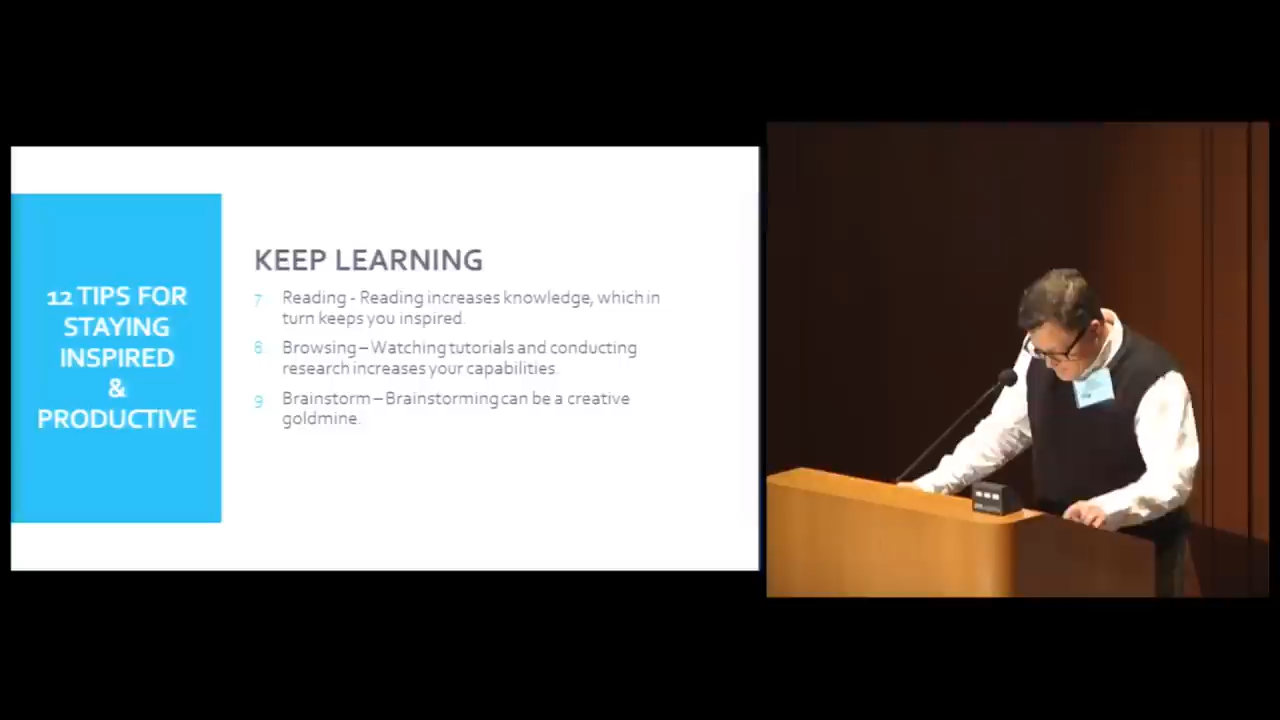 12 TIPS FOR
STAYING
INSPIRED
&
PRODUCTIVE
KEEP LEARNING
7. Reading - Reading increases knowledge, which in
turn keeps you inspired.
8. Browsing – Watching tutorials and conducting
research increases your capabilities.
9. Brainstorm – Brainstorming can be a creative
goldmine.